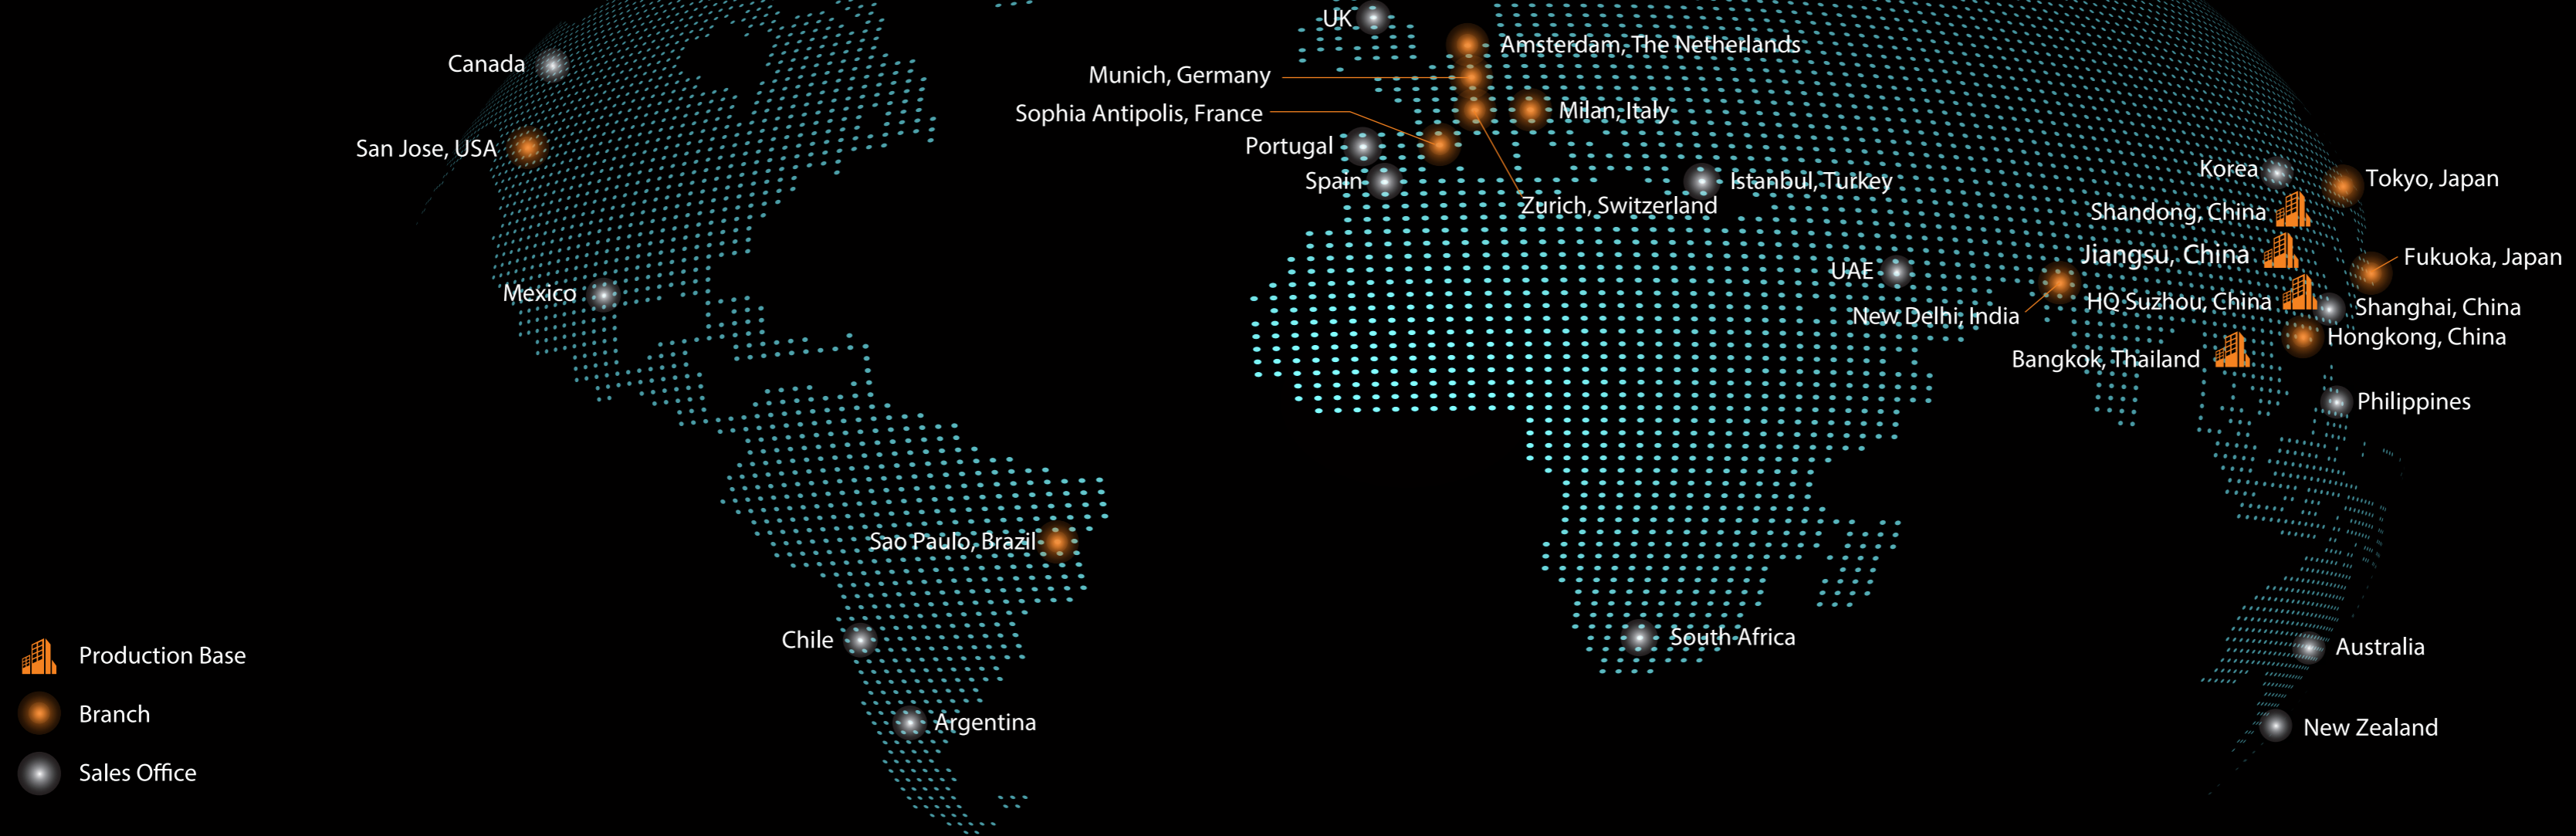 UK
Amsterdam, The Netherlands
Canada
Munich, Germany
Sophia Antipolis, France
Milan, Italy
San Jose, USA
Portugal
Spain
Istanbul, Turkey
Zurich, Switzerland
Korea
Tokyo, Japan
Shandong, China
Jiangsu, China
Fukuoka, Japan
UAE
Mexico
New Delhi, India
HQ Suzhou, China
Shanghai, China
Hongkong, China
Bangkok, Thailand
Philippines
Sao Paulo, Brazil
Chile
South Africa
Australia
Argentina
New Zealand
Production Base
Branch
Sales Office